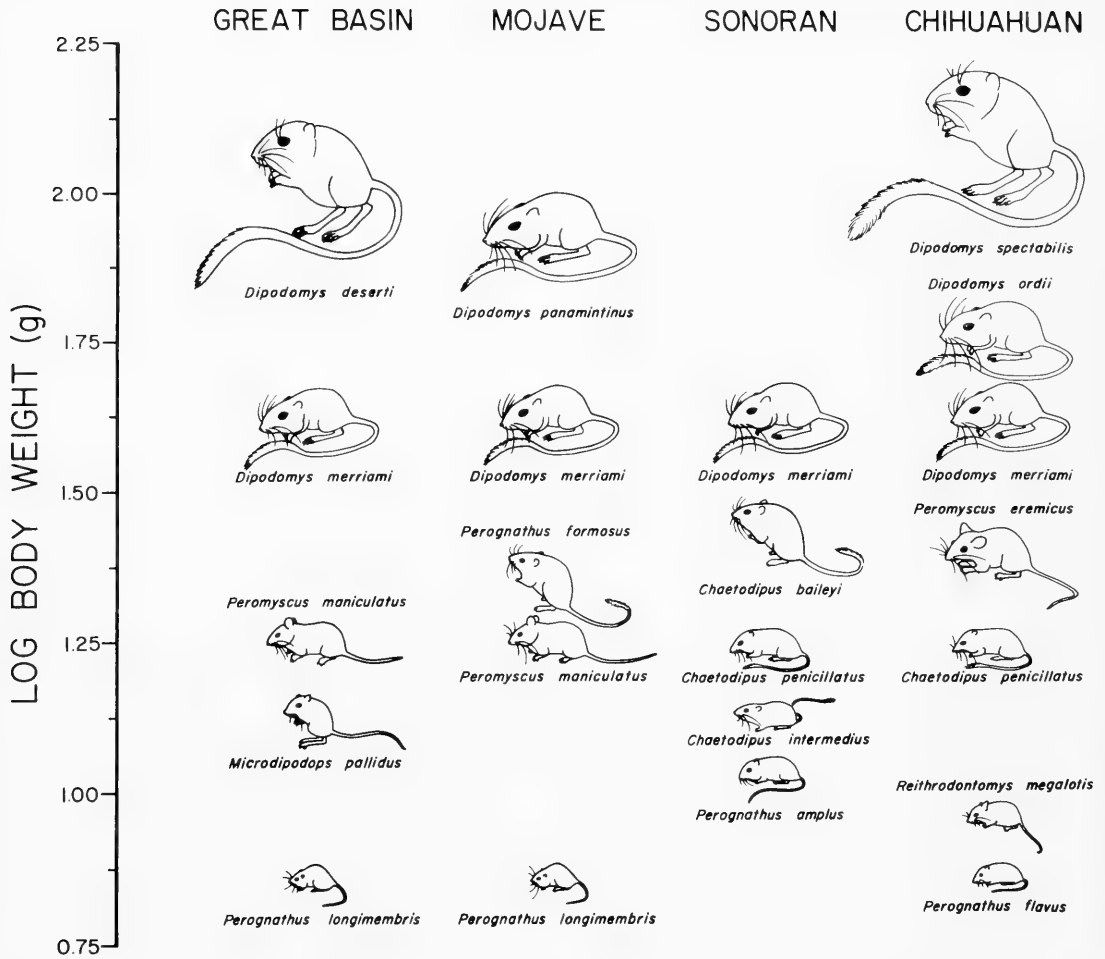 GREAT BASIN
MOJAVE
SONORAN
CHIHUAHUAN
LOG BODY WEIGHT (g)
2.25
2.00
1.75
1.50
1.25
1.00
0.75
Dipodomys deserti
Dipodomys merriami
Peromyscus maniculatus
Microdipodops pallidus
Perognathus longimembris
Dipodomys panamintinus
Dipodomys merriami
Perognathus formosus
Peromyscus maniculatus
Perognathus longimembris
Dipodomys merriami
Chaetodipus baileyi
Chaetodipus penicillatus
Chaetodipus intermedius
Perognathus amplus
Dipodomys spectabilis
Dipodomys ordii
Dipodomys merriami
Peromyscus eremicus
Chaetodipus penicillatus
Reithrodontomys megalotis
Perognathus flavus